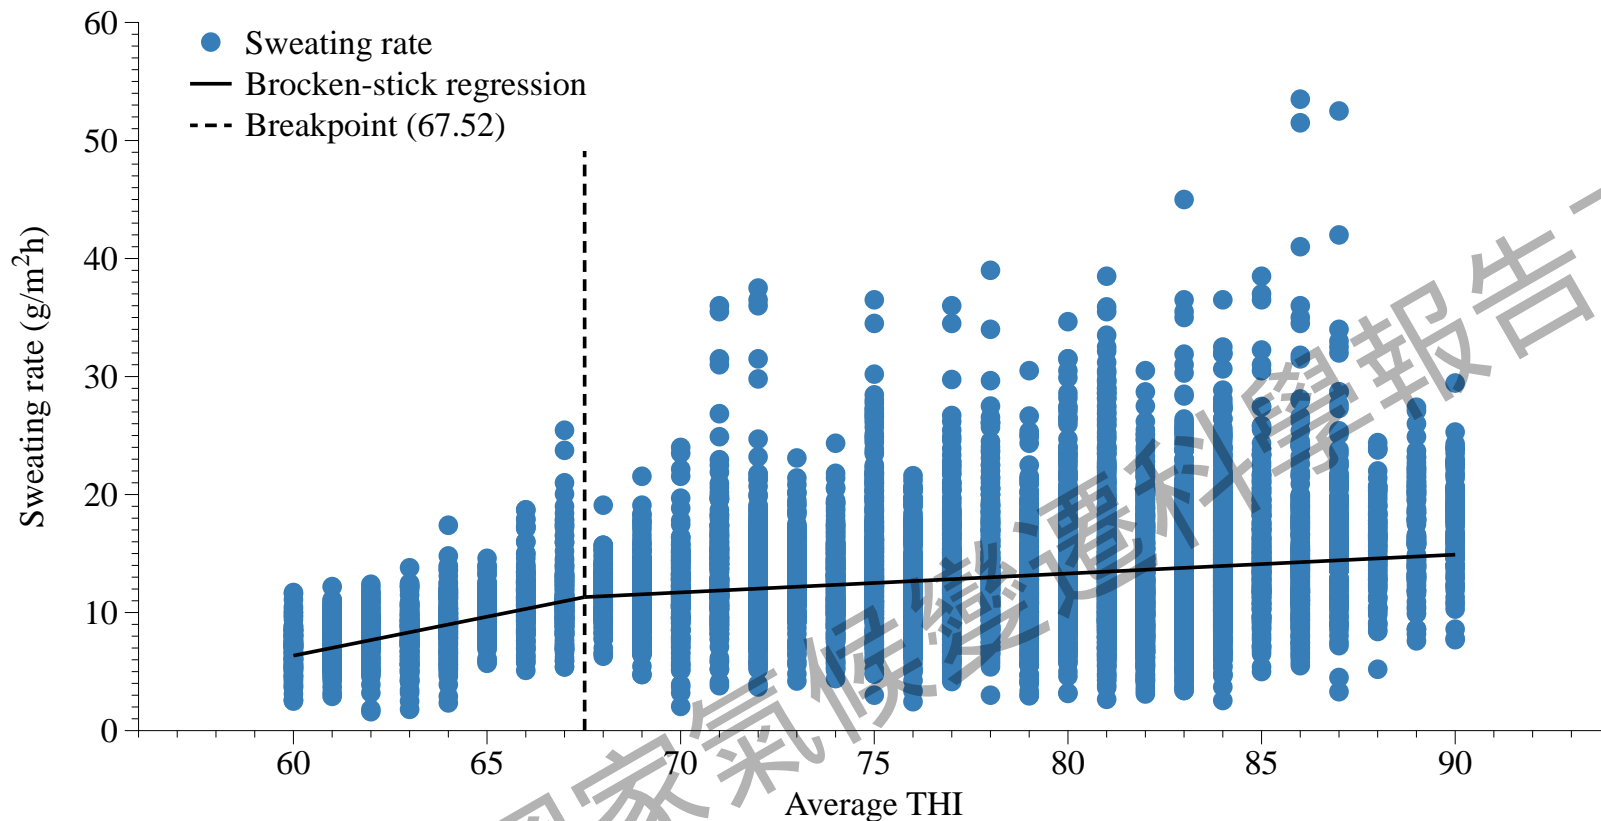 60
50
40
30
20
10
0
Sweating rate (g/m²h)
Sweating rate
Brocken-stick regression
Breakpoint (67.52)
60 65 70 75 80 85 90
Average THI
家氣候變遷科學報告